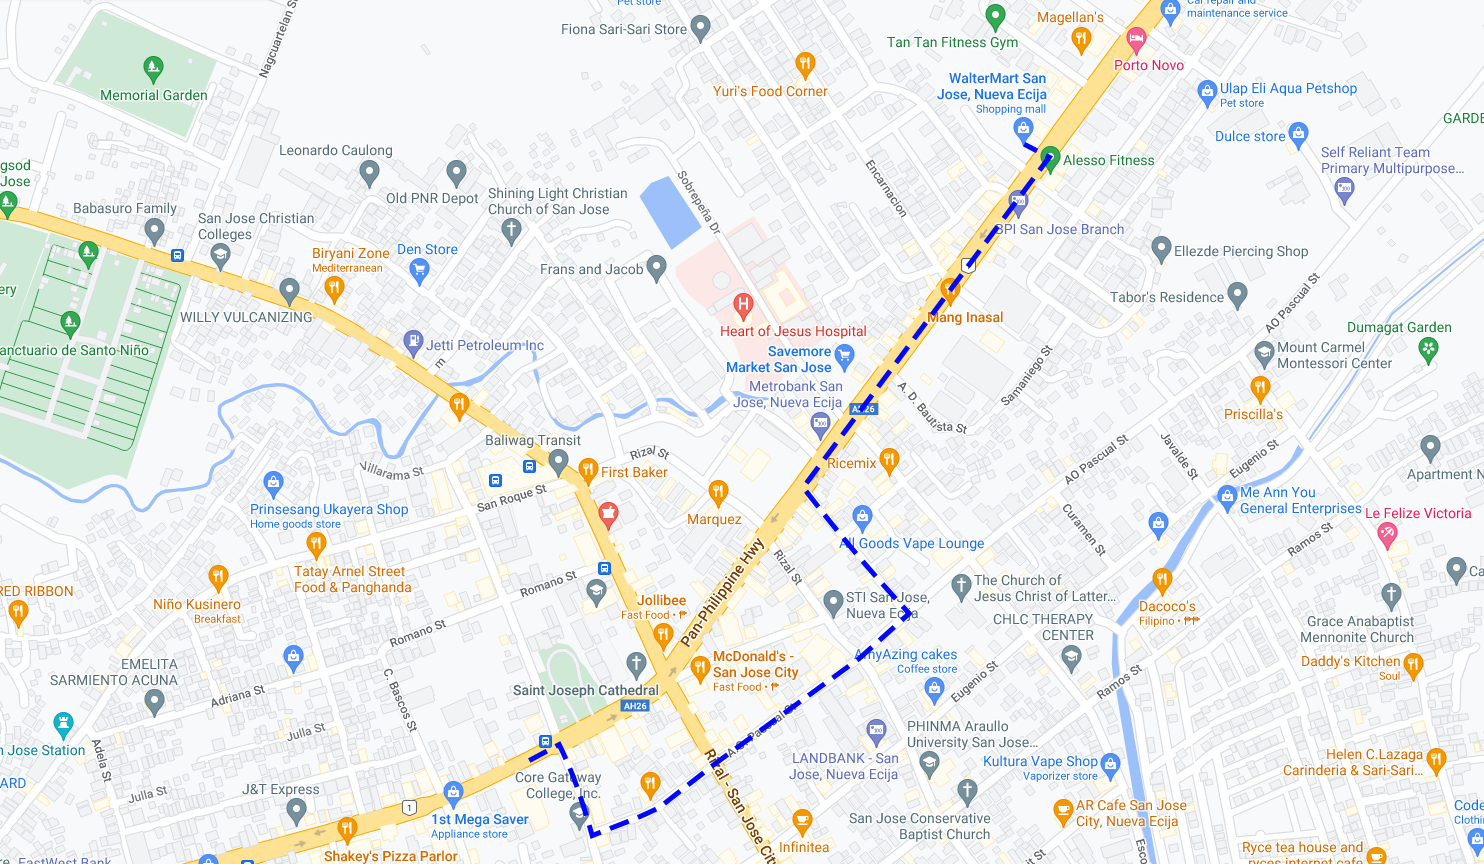 Pet store
Car repair and
maintenance service
Nagcuartelan St
Fiona Sari-Sari Store
Magellan's
Tan Tan Fitness Gym
Porto Novo
Memorial Garden
Yuri's Food Corner
WalterMart San
Jose, Nueva Ecija
Shopping mall
Ulap Eli Aqua Petshop
Pet store
GARDE
Dulce store
Leonardo Caulong
Alesso Fitness
Self Reliant Team
Primary Multipurpose...
gsod
Jose
Old PNR Depot
Sobrepeña Dr
Encarnacion
Babasuro Family
San Jose Christian
Colleges
Shining Light Christian
Church of San Jose
BPI San Jose Branch
Biryani Zone
Mediterranean
Den Store
Frans and Jacob
Ellezde Piercing Shop
ery
Tabor's Residence
AO Pascual St
WILLY VULCANIZING
Mang Inasal
Heart of Jesus Hospital
Dumagat Garden
anctuario de Santo Niño
Jetti Petroleum Inc
m
Savemore
Market San Jose
Mount Carmel
Montessori Center
Samaniego St
Metrobank San
Jose, Nueva Ecija
A. D. Bautista St
AH26
Priscilla's
Baliwag Transit
Rizal St
Ricemix
AO Pascual St
Javalde St
Eugenio St
Apartment N
Villarama St
First Baker
San Roque St
Prinsesang Ukayera Shop
Home goods store
Marquez
Me Ann You
General Enterprises
Le Felize Victoria
All Goods Vape Lounge
Curamen St
Ramos St
Tatay Arnel Street
Food & Panghanda
Romano St
Rizal St
Pan-Philippine Hwy
RED RIBBON
Niño Kusinero
Breakfast
Jollibee
Fast Food • ₱
STI San Jose,
Nueva Ecija
The Church of
Jesus Christ of Latter...
Ca
Dacoco's
Filipino • ₱₱
CHLC THERAPY
CENTER
Grace Anabaptist
Mennonite Church
Romano St
EMELITA
SARMIENTO ACUNA
McDonald's -
San Jose City
Fast Food • ₱
AmyAzing cakes
Coffee store
Daddy's Kitchen
Soul
Adriana St
C. Bascos St
Saint Joseph Cathedral
AH26
Eugenio St
Ramos St
Julla St
n Jose Station
Adela St
A.O. Pascual St
PHINMA Araullo
University San Jose...
LANDBANK - San
Jose, Nueva Ecija
Helen C.Lazaga
Carinderia & Sari-Sari...
Kultura Vape Shop
Vaporizer store
ARD
Julla St
Core Gateway
College, Inc.
Rizal - San Jose City
J&T Express
1
1st Mega Saver
Appliance store
San Jose Conservative
Baptist Church
AR Cafe San Jose
City, Nueva Ecija
Code
Cloth
Infinitea
Shakey's Pizza Parlor
EastWest Bank
Ryce tea house and
ryces internet cafe
Esco